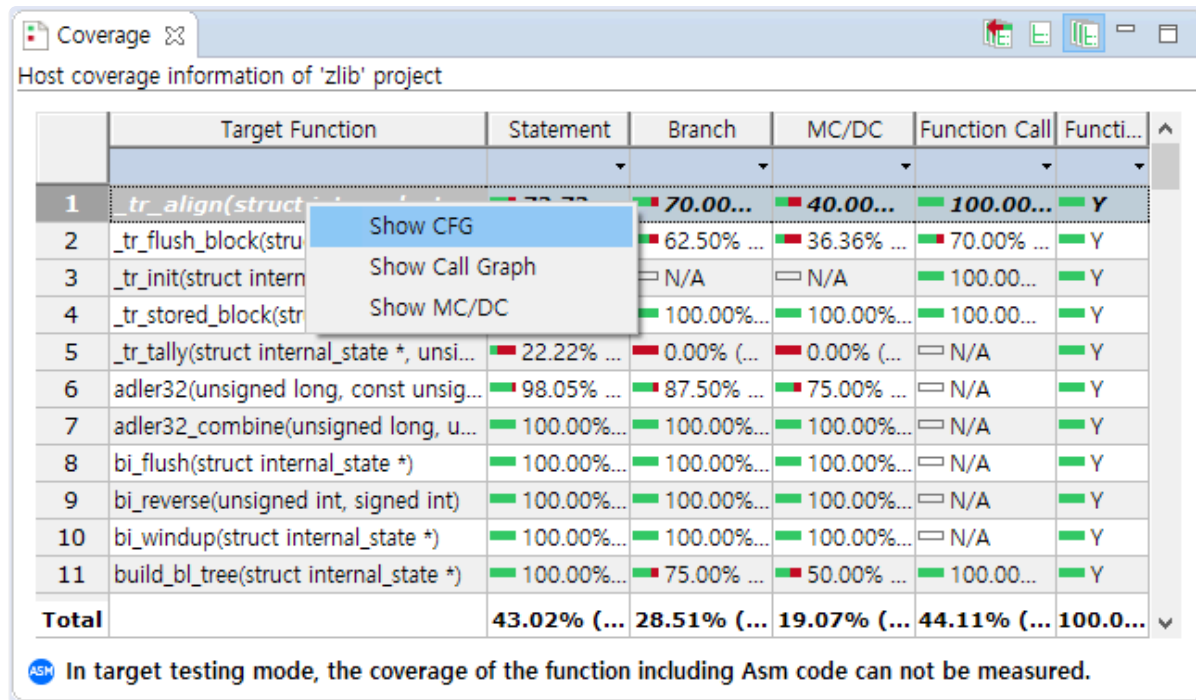 Coverage
Host coverage information of 'zlib' project
Target Function Statement Branch MC/DC Function Call Functi...
1 _tr_align(struct 70.00... 40.00... 100.00... Y
2 _tr_flush_block(stru 62.50% ... 36.36% ... 70.00% ... Y
3 _tr_init(struct intern N/A N/A 100.00... Y
4 _tr_stored_block(str 100.00%... 100.00%... 100.00... Y
Show CFG
Show Call Graph
Show MC/DC
5 _tr_tally(struct internal_state *, unsi... 22.22% ... 0.00% (... 0.00% (... N/A Y
6 adler32(unsigned long, const unsig... 98.05% ... 87.50% ... 75.00% ... N/A Y
7 adler32_combine(unsigned long, u... 100.00%... 100.00%... 100.00%... N/A Y
8 bi_flush(struct internal_state *) 100.00%... 100.00%... 100.00%... N/A Y
9 bi_reverse(unsigned int, signed int) 100.00%... 100.00%... 100.00%... N/A Y
10 bi_windup(struct internal_state *) 100.00%... 100.00%... 100.00%... N/A Y
11 build_bl_tree(struct internal_state *) 100.00%... 75.00% ... 50.00% ... 100.00... Y
Total 43.02% (... 28.51% (... 19.07% (... 44.11% (... 100.0...
ASM In target testing mode, the coverage of the function including Asm code can not be measured.